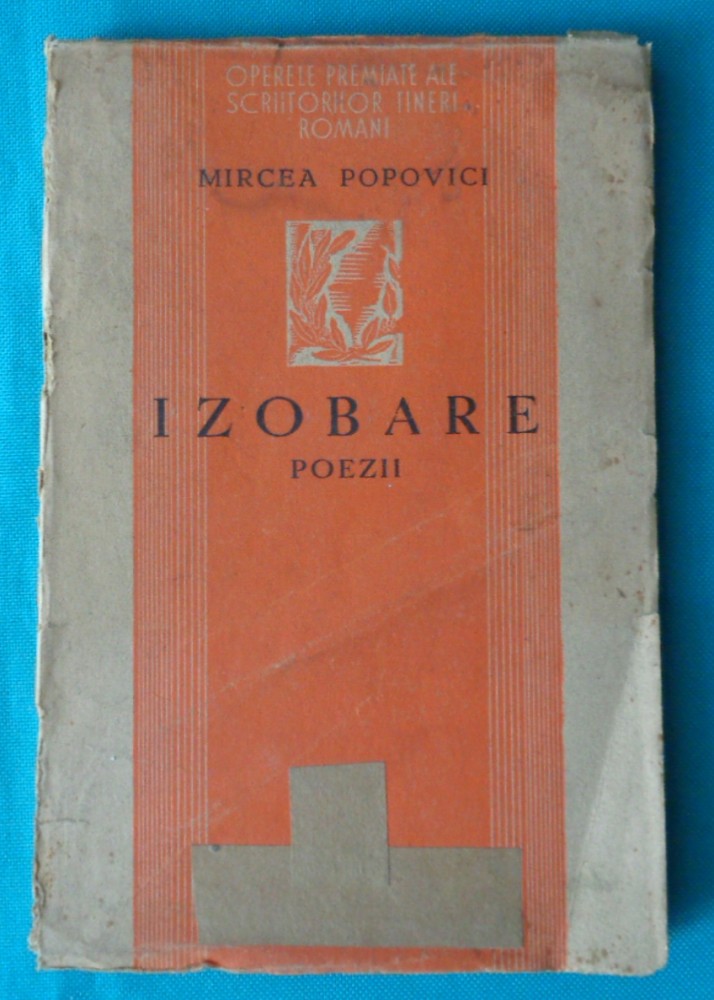 OPERELE PREMIATE ALE
SCRIITORILOR TINERI
ROMANI
MIRCEA POPOVICI
IZOBARE
POEZII